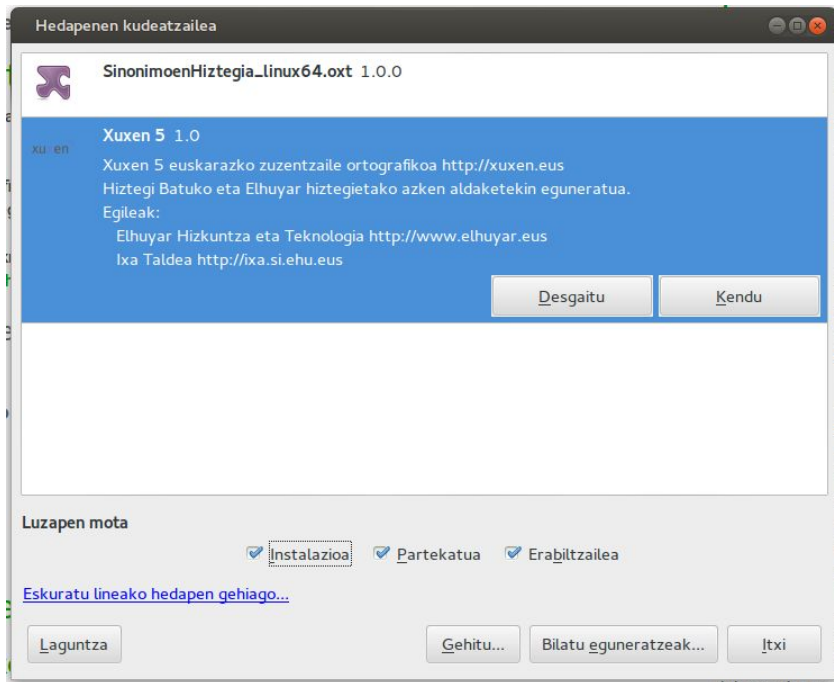 Hedapenen kudeatzailea
SinonimoenHiztegia_linux64.oxt 1.0.0
xu en
Xuxen 5 1.0
Xuxen 5 euskarazko zuzentzaile ortografikoa http://xuxen.eus
Hiztegi Batuko eta Elhuyar hiztegietako azken aldaketekin eguneratua.
Egileak:
Elhuyar Hizkuntza eta Teknologia http://www.elhuyar.eus
Ixa Taldea http://ixa.si.ehu.eus
Desgaitu Kendu
Luzapen mota
Instalazioa Partekatua Erabiltzailea
Eskuratu lineako hedapen gehiago...
Laguntza Gehitu... Bilatu eguneratzeak... Itxi